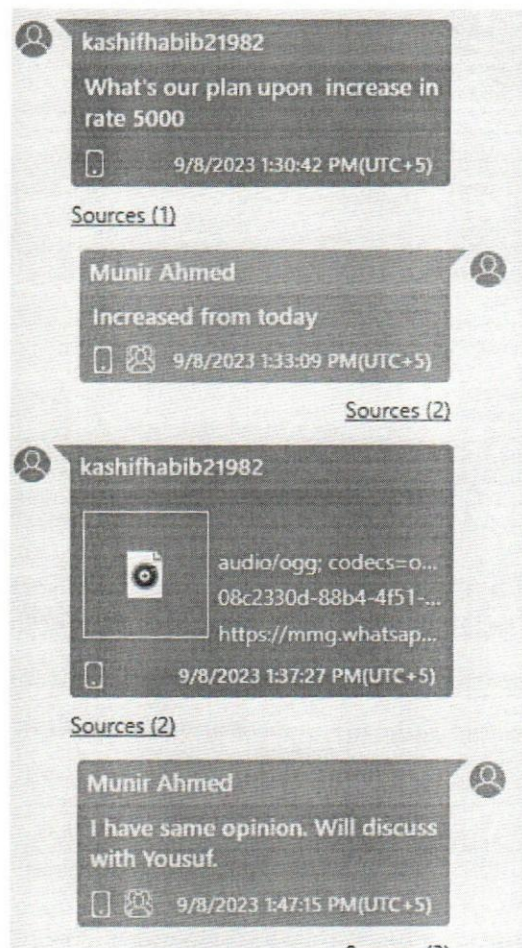 kashifhabib21982
What's our plan upon increase in
rate 5000
9/8/2023 1:30:42 PM(UTC+5)
Sources (1)
Munir Ahmed
Increased from today
9/8/2023 1:33:09 PM(UTC+5)
Sources (2)
kashifhabib21982
audio/ogg; codecs=o...
08c2330d-88b4-4f51-...
https://mmg.whatsap...
9/8/2023 1:37:27 PM(UTC+5)
Sources (2)
Munir Ahmed
I have same opinion. Will discuss
with Yousuf.
9/8/2023 1:47:15 PM(UTC+5)